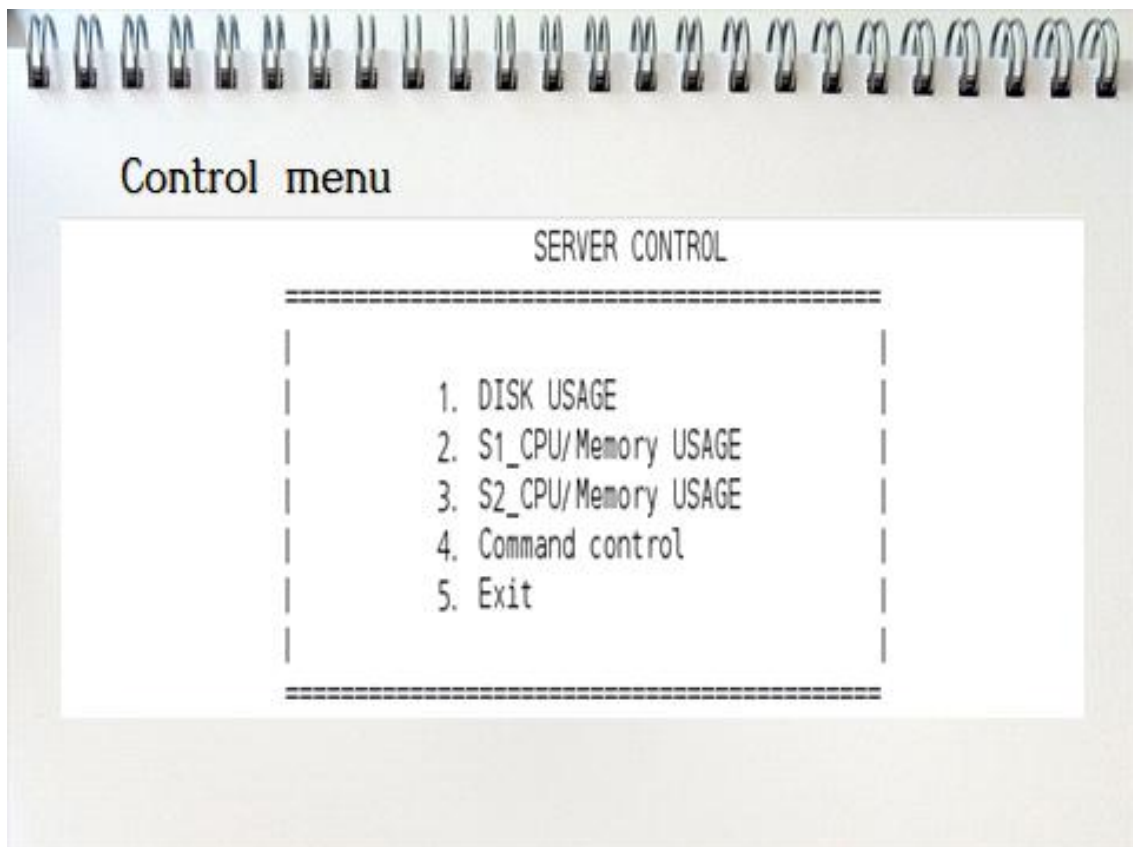 Control menu
SERVER CONTROL
===========================================
|                                         |
|          1. DISK USAGE                  |
|          2. S1_CPU/Memory USAGE         |
|          3. S2_CPU/Memory USAGE         |
|          4. Command control             |
|          5. Exit                        |
|                                         |
===========================================